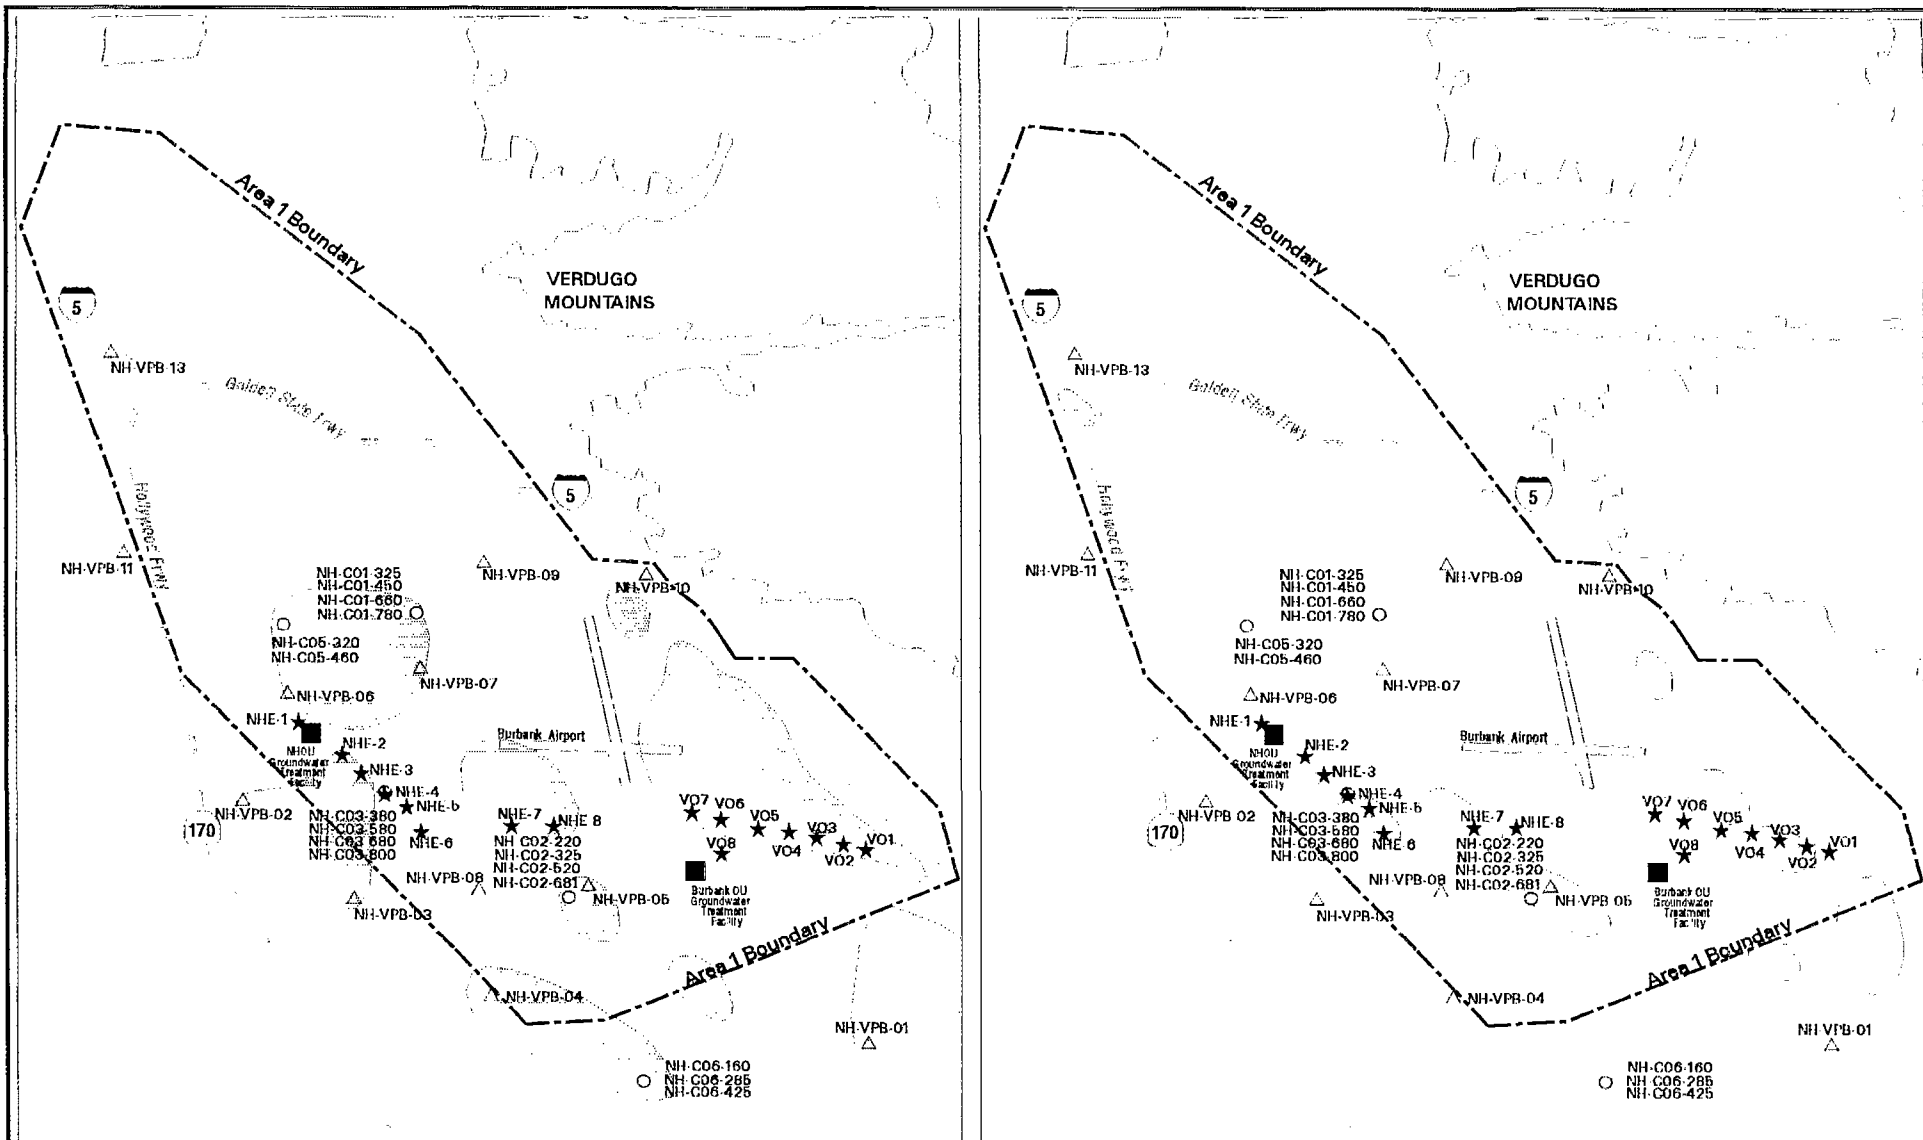 Area 1 Boundary
VERDUGO
MOUNTAINS
5
NH-VPB-13
Golden State Frwy
5
Hollywood Frwy
NH-VPB-11
NH-C01-325
NH-C01-450
NH-C01-660
NH-C01-780
NH-VPB-09
NH-VPB-10
NH-C05-320
NH-C05-460
NH-VPB-07
NH-VPB-06
NHE-1
NHOU
Groundwater
Treatment
Facility
NHE-2
NHE-3
NHE-4
NHE-5
NHE-6
Burbank Airport
NH-VPB-02
170
NH-C03-380
NH-C03-580
NH-C03-680
NH-C03-800
NHE-7
NHE-8
NH-C02-220
NH-C02-325
NH-C02-520
NH-C02-681
VO7
VO6
VO5
VO4
VO3
VO2
VO1
VO8
NH-VPB-08
NH-VPB-05
NH-VPB-03
Burbank OU
Groundwater
Treatment
Facility
Area 1 Boundary
NH-VPB-04
NH-VPB-01
NH-C06-160
NH-C06-285
NH-C06-425
Area 1 Boundary
VERDUGO
MOUNTAINS
5
NH-VPB-13
Golden State Frwy
5
Hollywood Frwy
NH-VPB-11
NH-C01-325
NH-C01-450
NH-C01-660
NH-C01-780
NH-VPB-09
NH-VPB-10
NH-C05-320
NH-C05-460
NH-VPB-07
NH-VPB-06
NHE-1
NHOU
Groundwater
Treatment
Facility
NHE-2
NHE-3
NHE-4
NHE-5
NHE-6
Burbank Airport
NH-VPB-02
170
NH-C03-380
NH-C03-580
NH-C03-680
NH-C03-800
NHE-7
NHE-8
NH-C02-220
NH-C02-325
NH-C02-520
NH-C02-681
VO7
VO6
VO5
VO4
VO3
VO2
VO1
VO8
NH-VPB-08
NH-VPB-05
NH-VPB-03
Burbank OU
Groundwater
Treatment
Facility
Area 1 Boundary
NH-VPB-04
NH-VPB-01
NH-C06-160
NH-C06-285
NH-C06-425